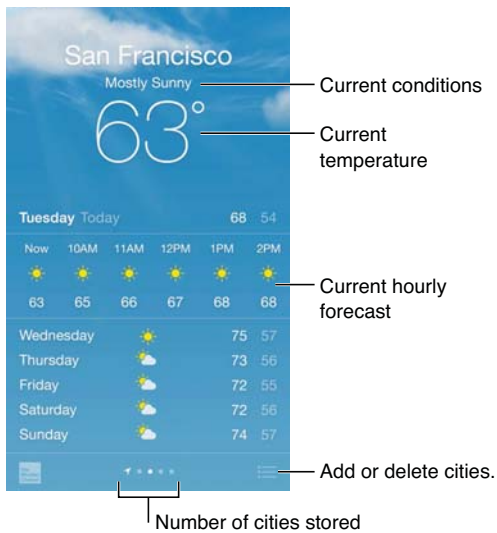 San Francisco
Mostly Sunny
Current conditions
63°
Current
temperature
Tuesday Today 68 54
Now 10AM 11AM 12PM 1PM 2PM
63 65 66 67 68 68
Current hourly
forecast
Wednesday 75 57
Thursday 73 56
Friday 72 55
Saturday 72 56
Sunday 74 57
Add or delete cities.
Number of cities stored